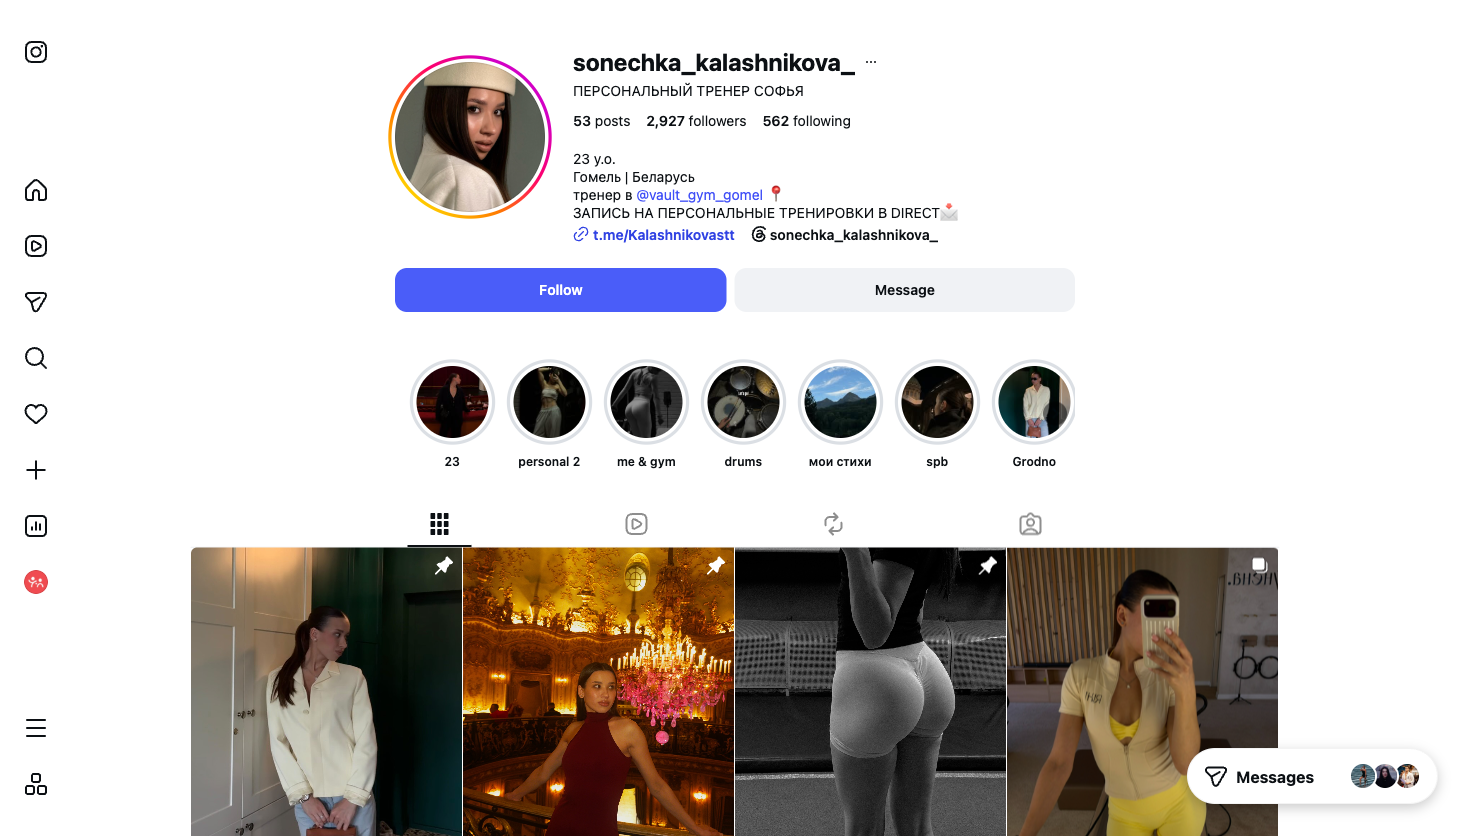 sonechka_kalashnikova_ ...
ПЕРСОНАЛЬНЫЙ ТРЕНЕР СОФЬЯ
53 posts 2,927 followers 562 following
23 y.o.
Гомель | Беларусь
тренер в @vault_gym_gomel 📍
ЗАПИСЬ НА ПЕРСОНАЛЬНЫЕ ТРЕНИРОВКИ В DIRECT📩
t.me/Kalashnikovastt sonechka_kalashnikova_
Follow Message
23 personal 2 me & gym drums мои стихи spb Grodno
Messages